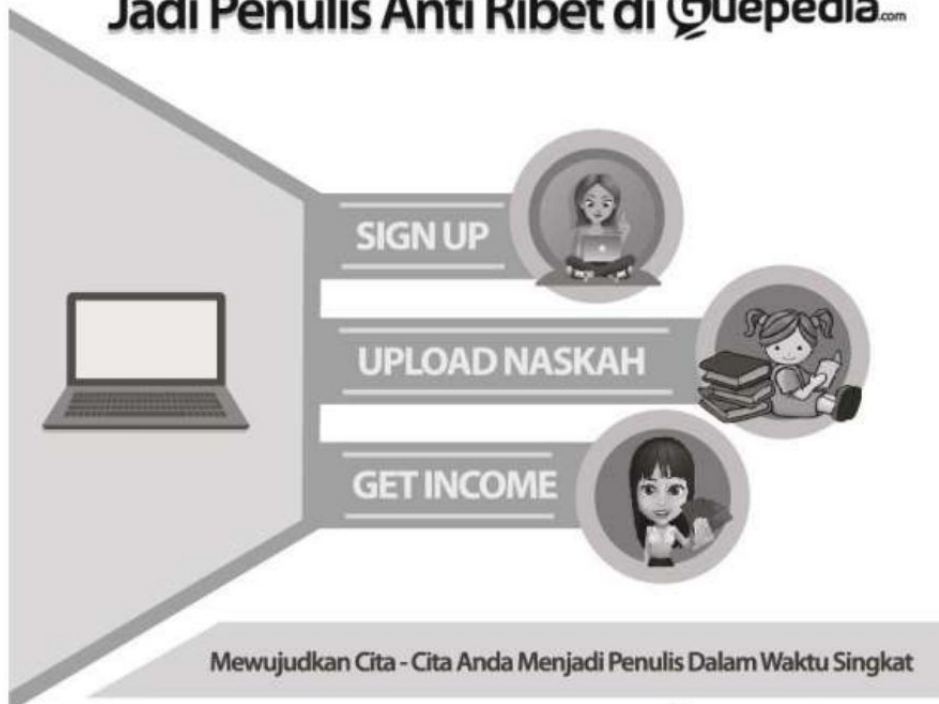 Jadi Penulis Anti Ribet di Guepedia.com
SIGN UP
UPLOAD NASKAH
GET INCOME
Mewujudkan Cita - Cita Anda Menjadi Penulis Dalam Waktu Singkat